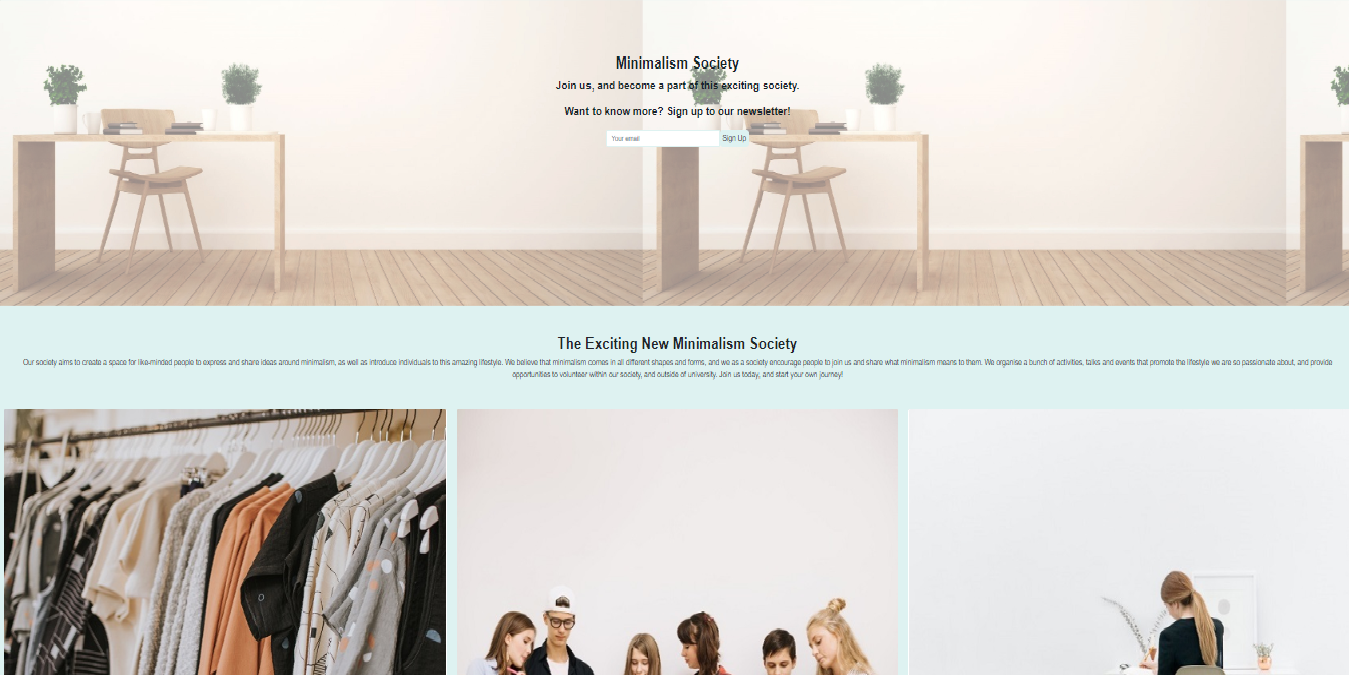 Minimalism Society
Join us, and become a part of this exciting society.
Want to know more? Sign up to our newsletter!
Your email
Sign Up
The Exciting New Minimalism Society
Our society aims to create a space for like-minded people to express and share ideas around minimalism, as well as introduce individuals to this amazing lifestyle. We believe that minimalism comes in all different shapes and forms, and we as a society encourage people to join us and share what minimalism means to them. We organise a bunch of activities, talks and events that promote the lifestyle we are so passionate about, and provide
opportunities to volunteer within our society, and outside of university. Join us today, and start your own journey!